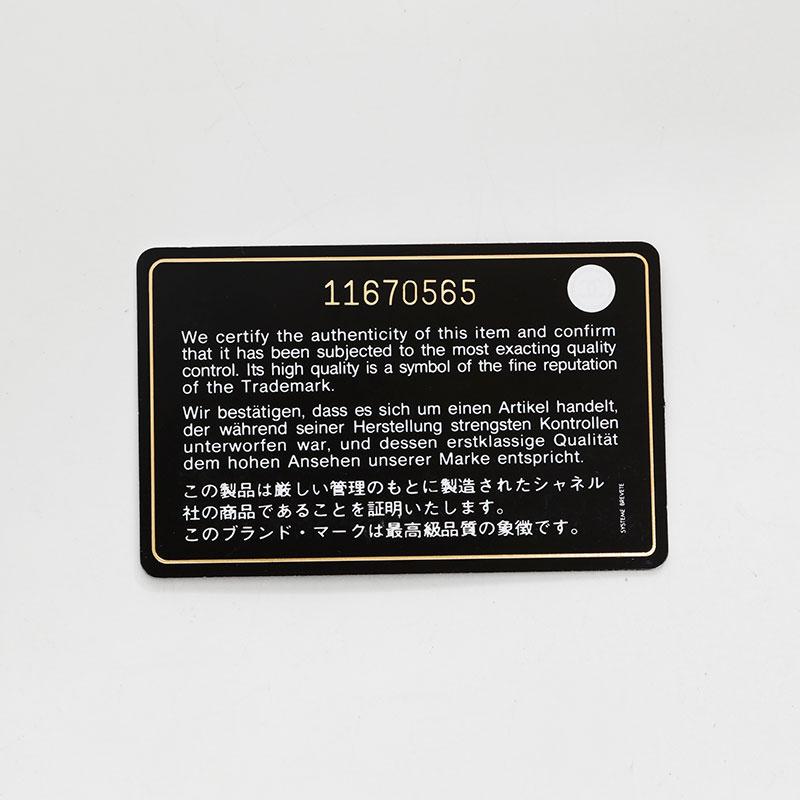 11670565
We certify the authenticity of this item and confirm
that it has been subjected to the most exacting quality
control. Its high quality is a symbol of the fine reputation
of the Trademark.
Wir bestätigen, dass es sich um einen Artikel handelt,
der während seiner Herstellung strengsten Kontrollen
unterworfen war, und dessen erstklassige Qualität
dem hohen Ansehen unserer Marke entspricht.
この製品は厳しい管理のもとに製造されたシャネル
社の商品であることを証明いたします。
このブランド・マークは最高級品質の象徴です。
SYSTEME BREVETE